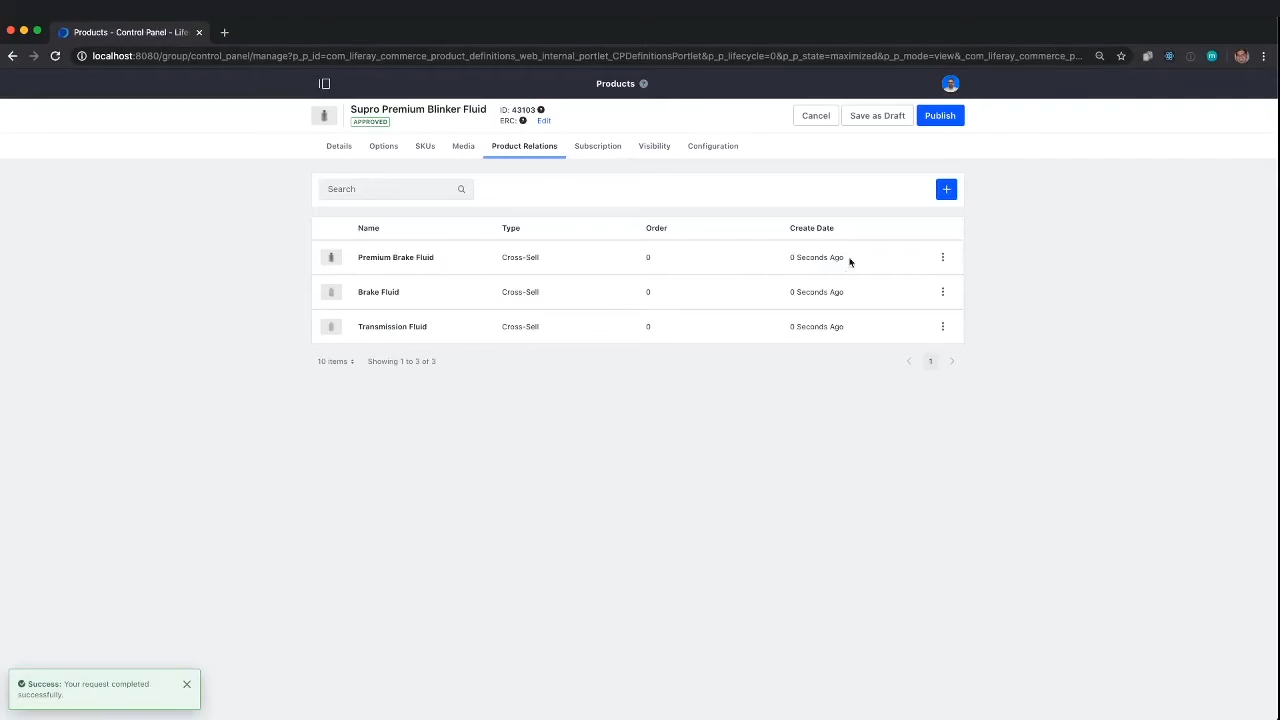 Products - Control Panel - Life
localhost:8080/group/control_panel/manage?p_p_id=com_liferay_commerce_product_definitions_web_internal_portlet_CPDefinitionsPortlet&p_p_lifecycle=0&p_p_state=maximized&p_p_mode=view&_com_liferay_commerce_p...
Products
Supro Premium Blinker Fluid
APPROVED
ID: 43103
ERC: Edit
Cancel Save as Draft Publish
Details Options SKUs Media Product Relations Subscription Visibility Configuration
Search
Name Type Order Create Date
Premium Brake Fluid Cross-Sell 0 0 Seconds Ago
Brake Fluid Cross-Sell 0 0 Seconds Ago
Transmission Fluid Cross-Sell 0 0 Seconds Ago
10 items Showing 1 to 3 of 3 1
Success: Your request completed
successfully.